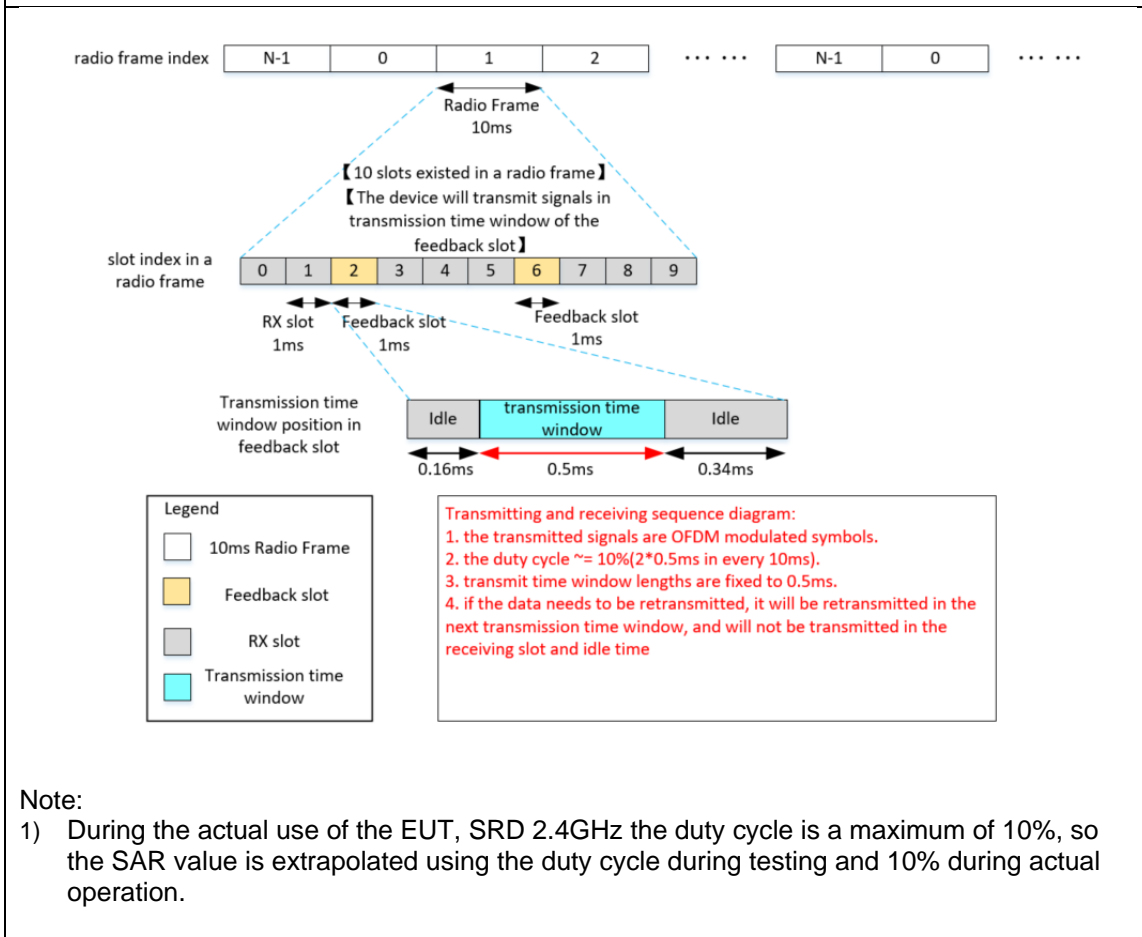 radio frame index N-1 0 1 2 ... ... N-1 0 ... ...
Radio Frame
10ms
【10 slots existed in a radio frame】
【The device will transmit signals in
transmission time window of the
feedback slot】
slot index in a
radio frame
0 1 2 3 4 5 6 7 8 9
RX slot
1ms
Feedback slot
1ms
Feedback slot
1ms
Transmission time
window position in
feedback slot
Idle
transmission time
window
Idle
0.16ms 0.5ms 0.34ms
Legend
10ms Radio Frame
Feedback slot
RX slot
Transmission time
window
Transmitting and receiving sequence diagram:
1. the transmitted signals are OFDM modulated symbols.
2. the duty cycle ~= 10%(2*0.5ms in every 10ms).
3. transmit time window lengths are fixed to 0.5ms.
4. if the data needs to be retransmitted, it will be retransmitted in the
next transmission time window, and will not be transmitted in the
receiving slot and idle time
Note:
1) During the actual use of the EUT, SRD 2.4GHz the duty cycle is a maximum of 10%, so
the SAR value is extrapolated using the duty cycle during testing and 10% during actual
operation.